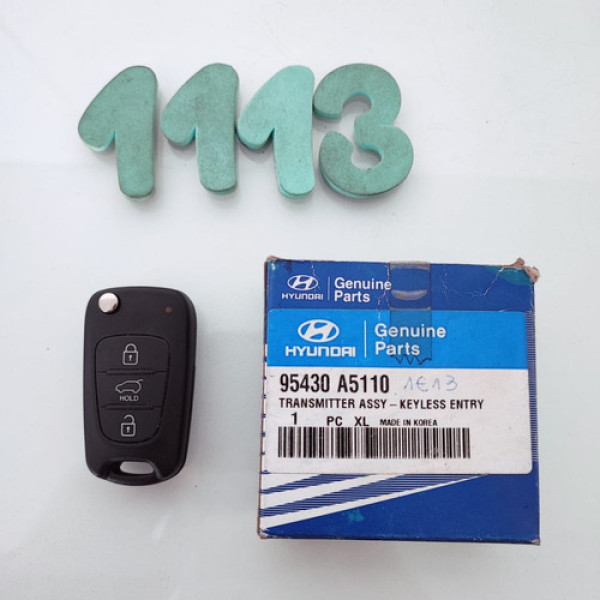 1113
HYUNDAI
Genuine
Parts
HYUNDAI
Genuine
Parts
95430 A5110 1E13
TRANSMITTER ASSY - KEYLESS ENTRY
1 PC XL MADE IN KOREA
HOLD